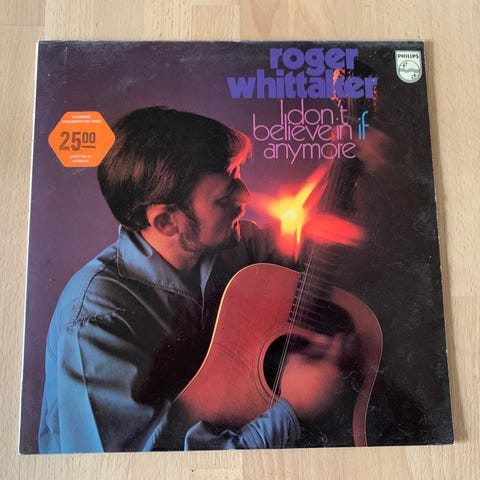 roger
whittaker
PHILIPS
I don't
believe in if
anymore
25.00